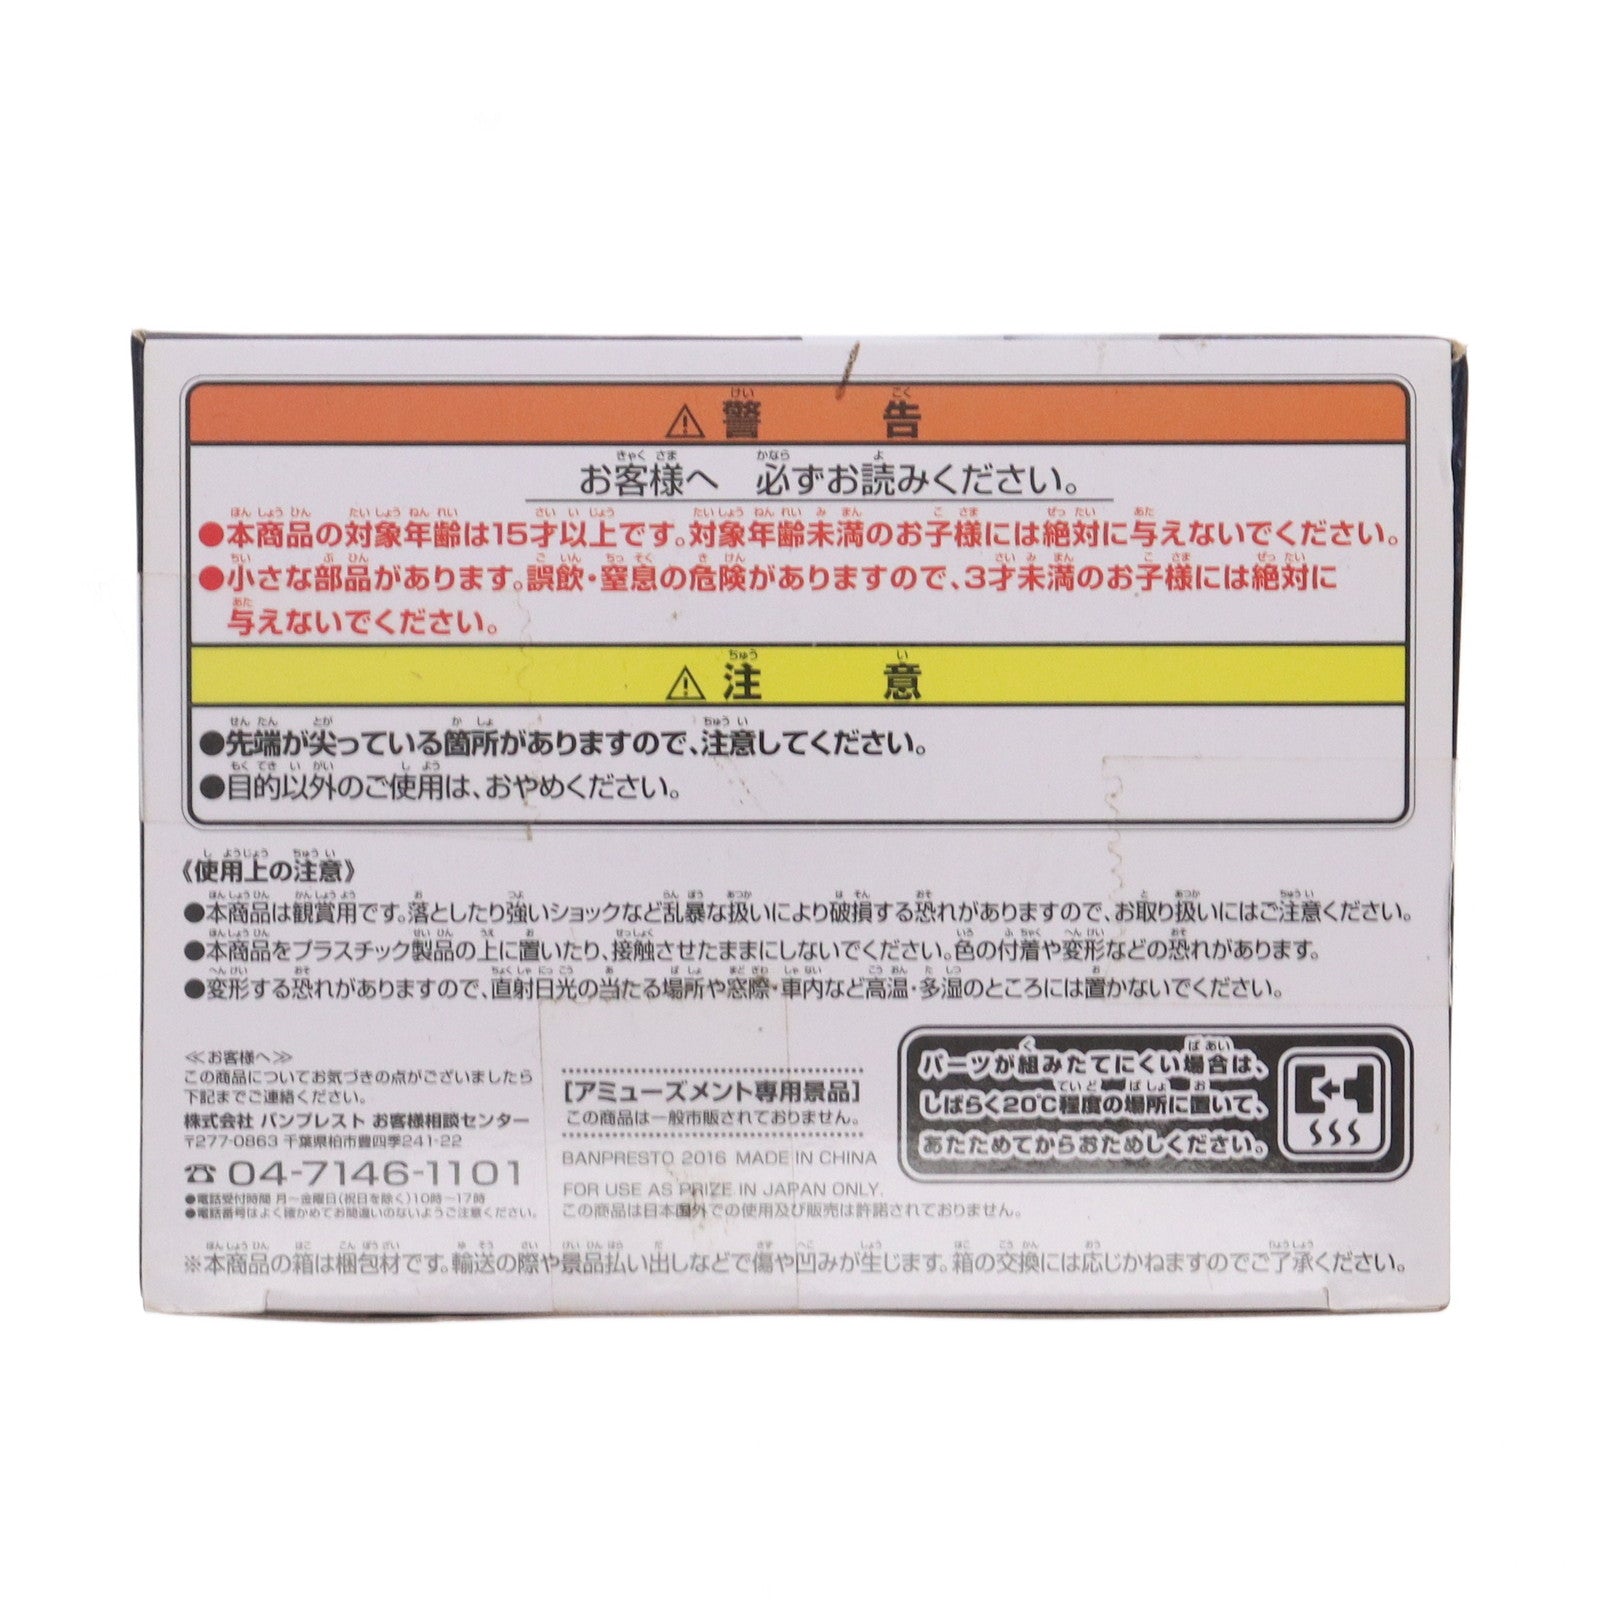 ⚠警告
お客様へ 必ずお読みください。
●本商品の対象年齢は15才以上です。対象年齢未満のお子様には絶対に与えないでください。
●小さな部品があります。誤飲・窒息の危険がありますので、3才未満のお子様には絶対に
与えないでください。
⚠注意
●先端が尖っている箇所がありますので、注意してください。
●目的以外のご使用は、おやめください。
《使用上の注意》
●本商品は観賞用です。落としたり強いショックなど乱暴な扱いにより破損する恐れがありますので、お取り扱いにはご注意ください。
●本商品をプラスチック製品の上に置いたり、接触させたままにしないでください。色の付着や変形などの恐れがあります。
●変形する恐れがありますので、直射日光の当たる場所や窓際・車内など高温・多湿のところには置かないでください。
≪お客様へ≫
この商品についてお気づきの点がございましたら
下記までご連絡ください。
株式会社 バンプレスト お客様相談センター
〒277-0863 千葉県柏市豊四季241-22
☎04-7146-1101
●電話受付時間 月〜金曜日(祝日を除く)10時〜17時
●電話番号はよく確かめてお間違いのないようご注意ください。
[アミューズメント専用景品]
この商品は一般市販されておりません。
BANPRESTO 2016 MADE IN CHINA
FOR USE AS PRIZE IN JAPAN ONLY.
この商品は日本国外での使用及び販売は許諾されておりません。
パーツが組みたてにくい場合は、
しばらく20℃程度の場所に置いて、
あたためてからおためしください。
※本商品の箱は梱包材です。輸送の際や景品払い出しなどで傷や凹みが生じます。箱の交換には応じかねますのでご了承ください。